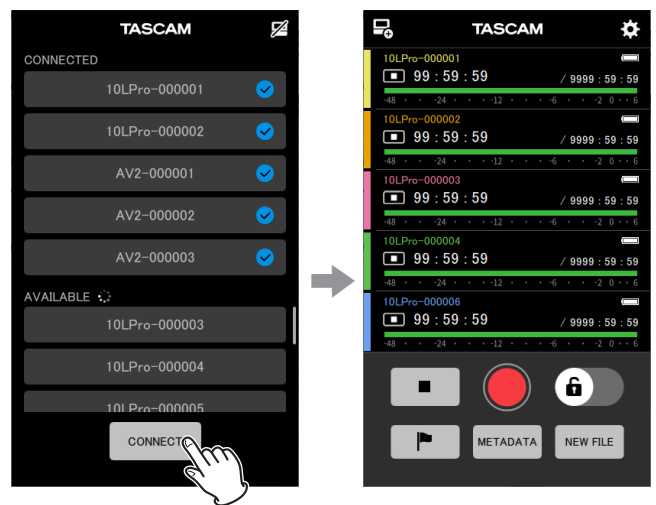 TASCAM
CONNECTED
10LPro-000001
10LPro-000002
AV2-000001
AV2-000002
AV2-000003
AVAILABLE
10LPro-000003
10LPro-000004
10LPro-000005
CONNECT
TASCAM
10LPro-000001
99:59:59 / 9999:59:59
-48 · · -24 · · -12 · · -6 · · -2 0 · · 6
10LPro-000002
99:59:59 / 9999:59:59
-48 · · -24 · · -12 · · -6 · · -2 0 · · 6
10LPro-000003
99:59:59 / 9999:59:59
-48 · · -24 · · -12 · · -6 · · -2 0 · · 6
10LPro-000004
99:59:59 / 9999:59:59
-48 · · -24 · · -12 · · -6 · · -2 0 · · 6
10LPro-000006
99:59:59 / 9999:59:59
-48 · · -24 · · -12 · · -6 · · -2 0 · · 6
METADATA NEW FILE